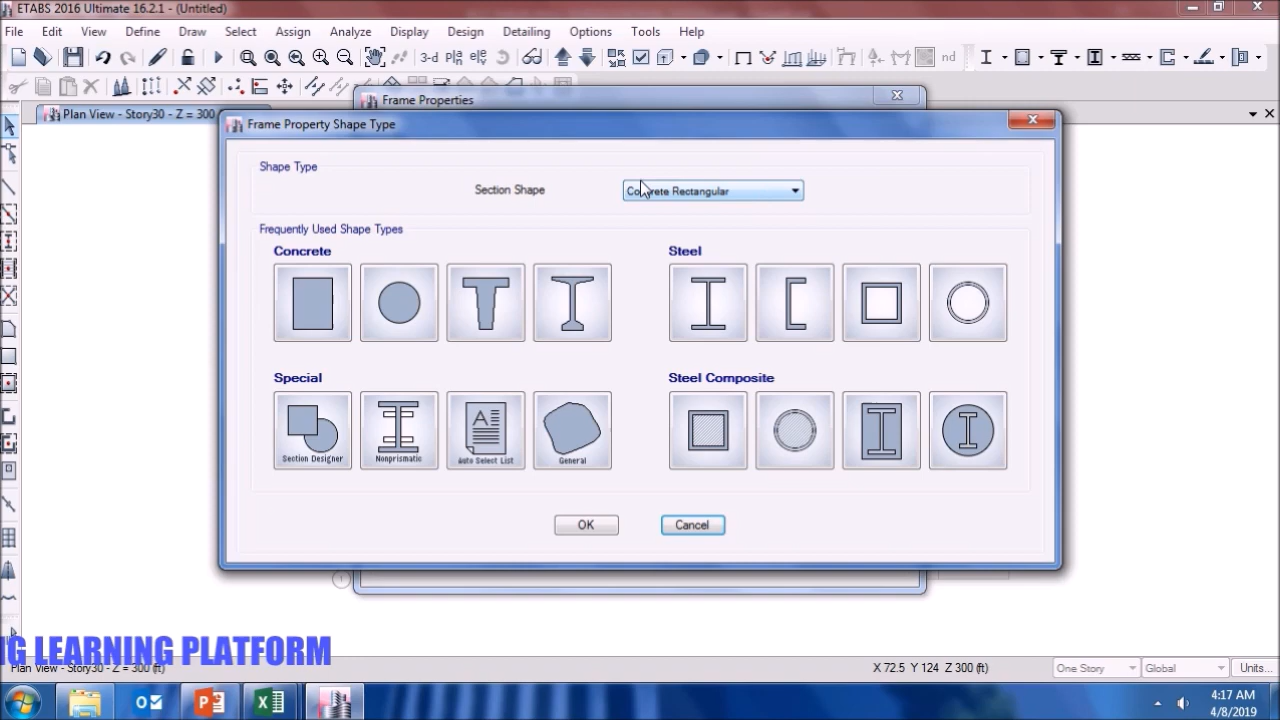 ETABS 2016 Ultimate 16.2.1 - (Untitled)
File Edit View Define Draw Select Assign Analyze Display Design Detailing Options Tools Help
3-d nd
Plan View - Story30 - Z = 300
Frame Properties
Frame Property Shape Type
Shape Type
Section Shape
Concrete Rectangular
Frequently Used Shape Types
Concrete
Steel
Special
Steel Composite
A
Section Designer
Nonprismatic
Auto Select List
General
OK
Cancel
G LEARNING PLATFORM
Plan View - Story30 - Z = 300 (ft)
X 72.5 Y 124 Z 300 (ft)
One Story
Global
Units...
4:17 AM
4/8/2019